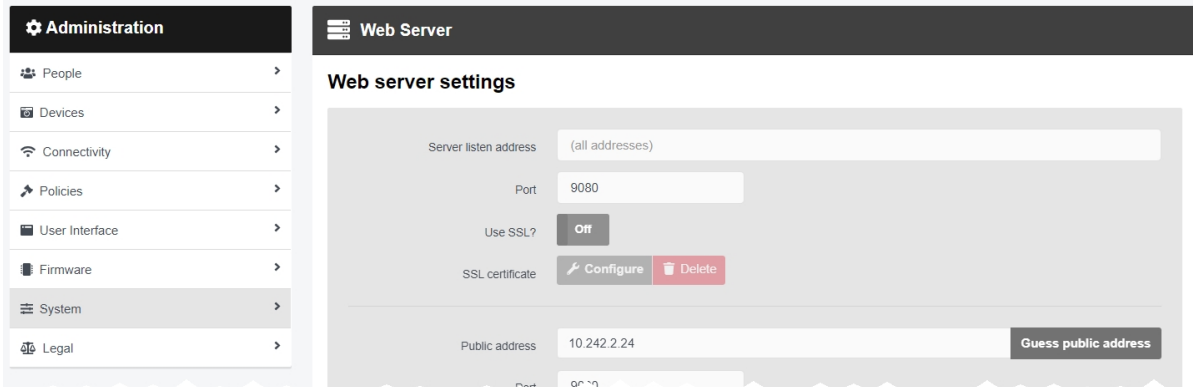 Administration
People
Devices
Connectivity
Policies
User Interface
Firmware
System
Legal
Web Server
Web server settings
Server listen address (all addresses)
Port 9080
Use SSL? Off
SSL certificate Configure Delete
Public address 10.242.2.24 Guess public address
Port